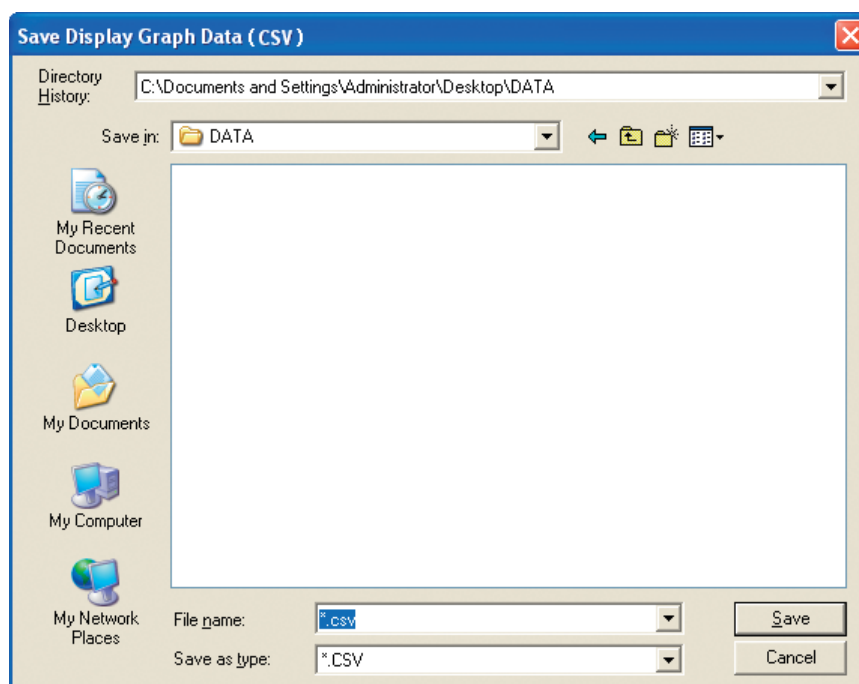 Save Display Graph Data (CSV)
Directory
History:
C:\Documents and Settings\Administrator\Desktop\DATA
Save in:
DATA
My Recent
Documents
Desktop
My Documents
My Computer
My Network
Places
File name:
*.csv
Save
Save as type:
*.CSV
Cancel